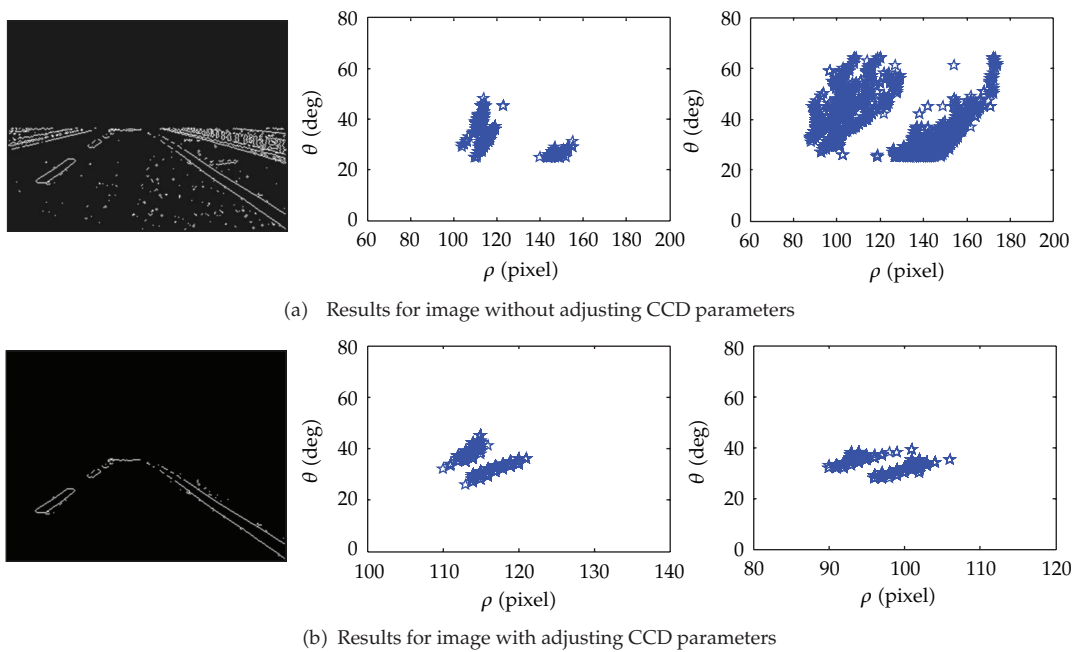 80
60
40
20
0
θ (deg)
60 80 100 120 140 160 180 200
ρ (pixel)
80
60
40
20
0
θ (deg)
60 80 100 120 140 160 180 200
ρ (pixel)
(a) Results for image without adjusting CCD parameters
80
60
40
20
0
θ (deg)
100 110 120 130 140
ρ (pixel)
80
60
40
20
0
θ (deg)
80 90 100 110 120
ρ (pixel)
(b) Results for image with adjusting CCD parameters